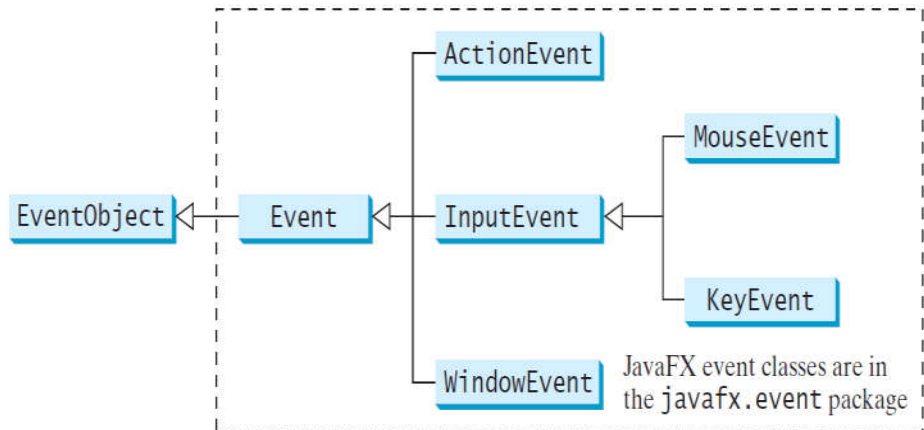 ActionEvent
MouseEvent
EventObject
Event
InputEvent
KeyEvent
WindowEvent
JavaFX event classes are in
the javafx.event package